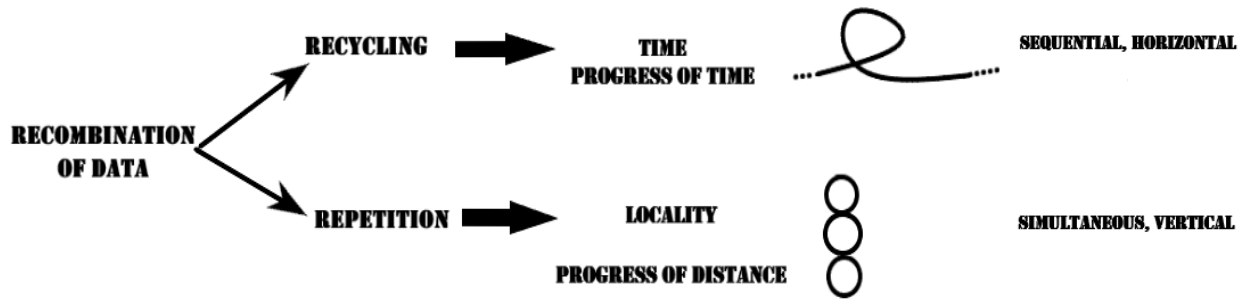 RECYCLING
TIME
PROGRESS OF TIME
SEQUENTIAL, HORIZONTAL
RECOMBINATION
OF DATA
REPETITION
LOCALITY
PROGRESS OF DISTANCE
SIMULTANEOUS, VERTICAL